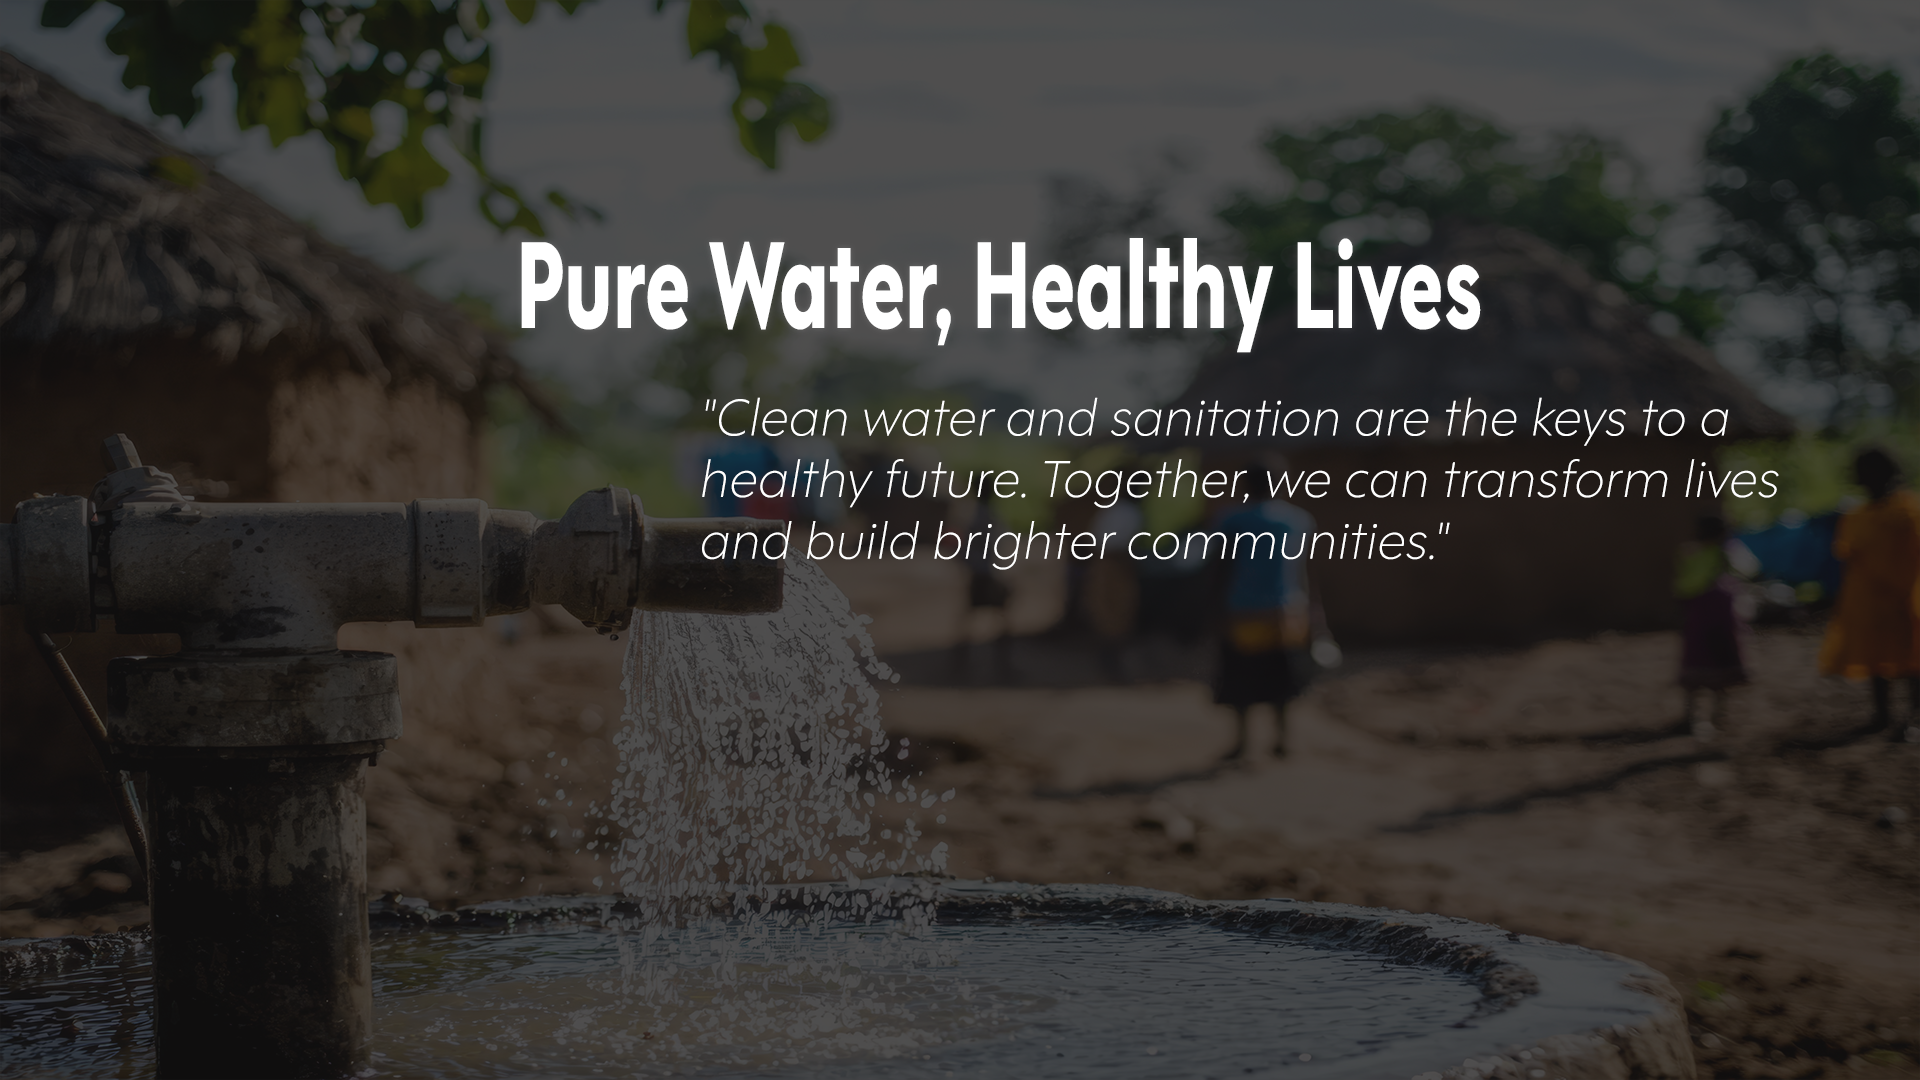 Pure Water, Healthy Lives
"Clean water and sanitation are the keys to a
healthy future. Together, we can transform lives
and build brighter communities."